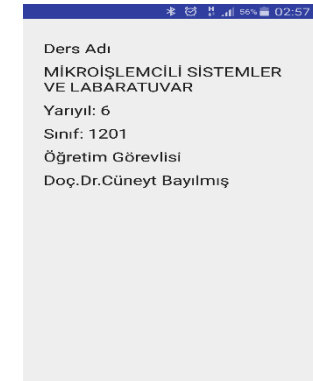 56% 02:57
Ders Adı
MİKROİŞLEMCİLİ SİSTEMLER
VE LABARATUVAR
Yarıyıl: 6
Sınıf: 1201
Öğretim Görevlisi
Doç.Dr.Cüneyt Bayılmış